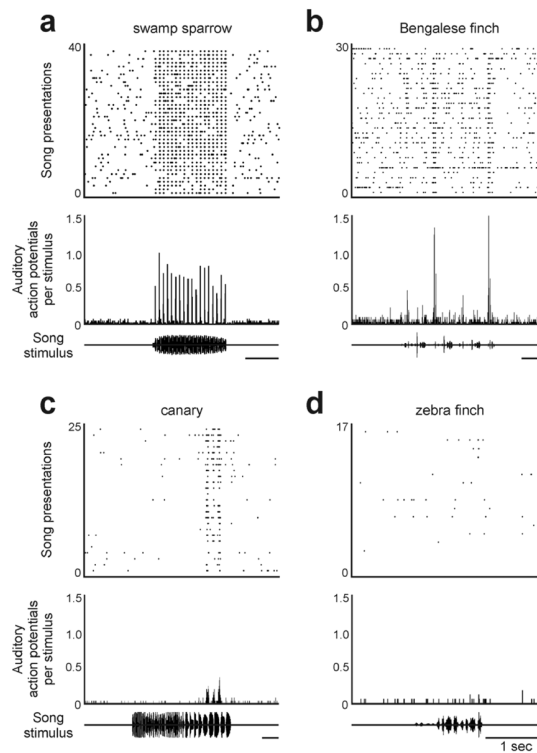 a
swamp sparrow
40
Song presentations
0
1.5
1.0
0.5
0
Auditory
action potentials
per stimulus
Song
stimulus
b
Bengalese finch
30
0
1.5
1.0
0.5
0
c
canary
25
Song presentations
0
1.5
1.0
0.5
0
Auditory
action potentials
per stimulus
Song
stimulus
d
zebra finch
17
0
1.5
1.0
0.5
0
1 sec